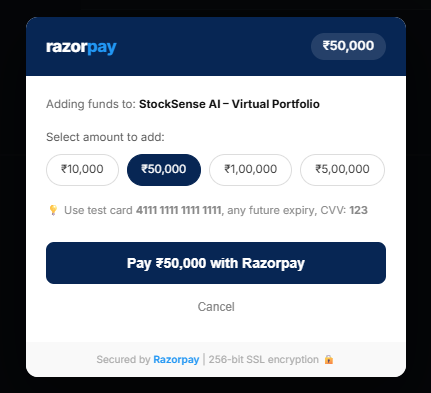 razorpay
₹50,000
Adding funds to: StockSense AI – Virtual Portfolio
Select amount to add:
₹10,000 ₹50,000 ₹1,00,000 ₹5,00,000
💡 Use test card 4111 1111 1111 1111, any future expiry, CVV: 123
Pay ₹50,000 with Razorpay
Cancel
Secured by Razorpay | 256-bit SSL encryption 🔒